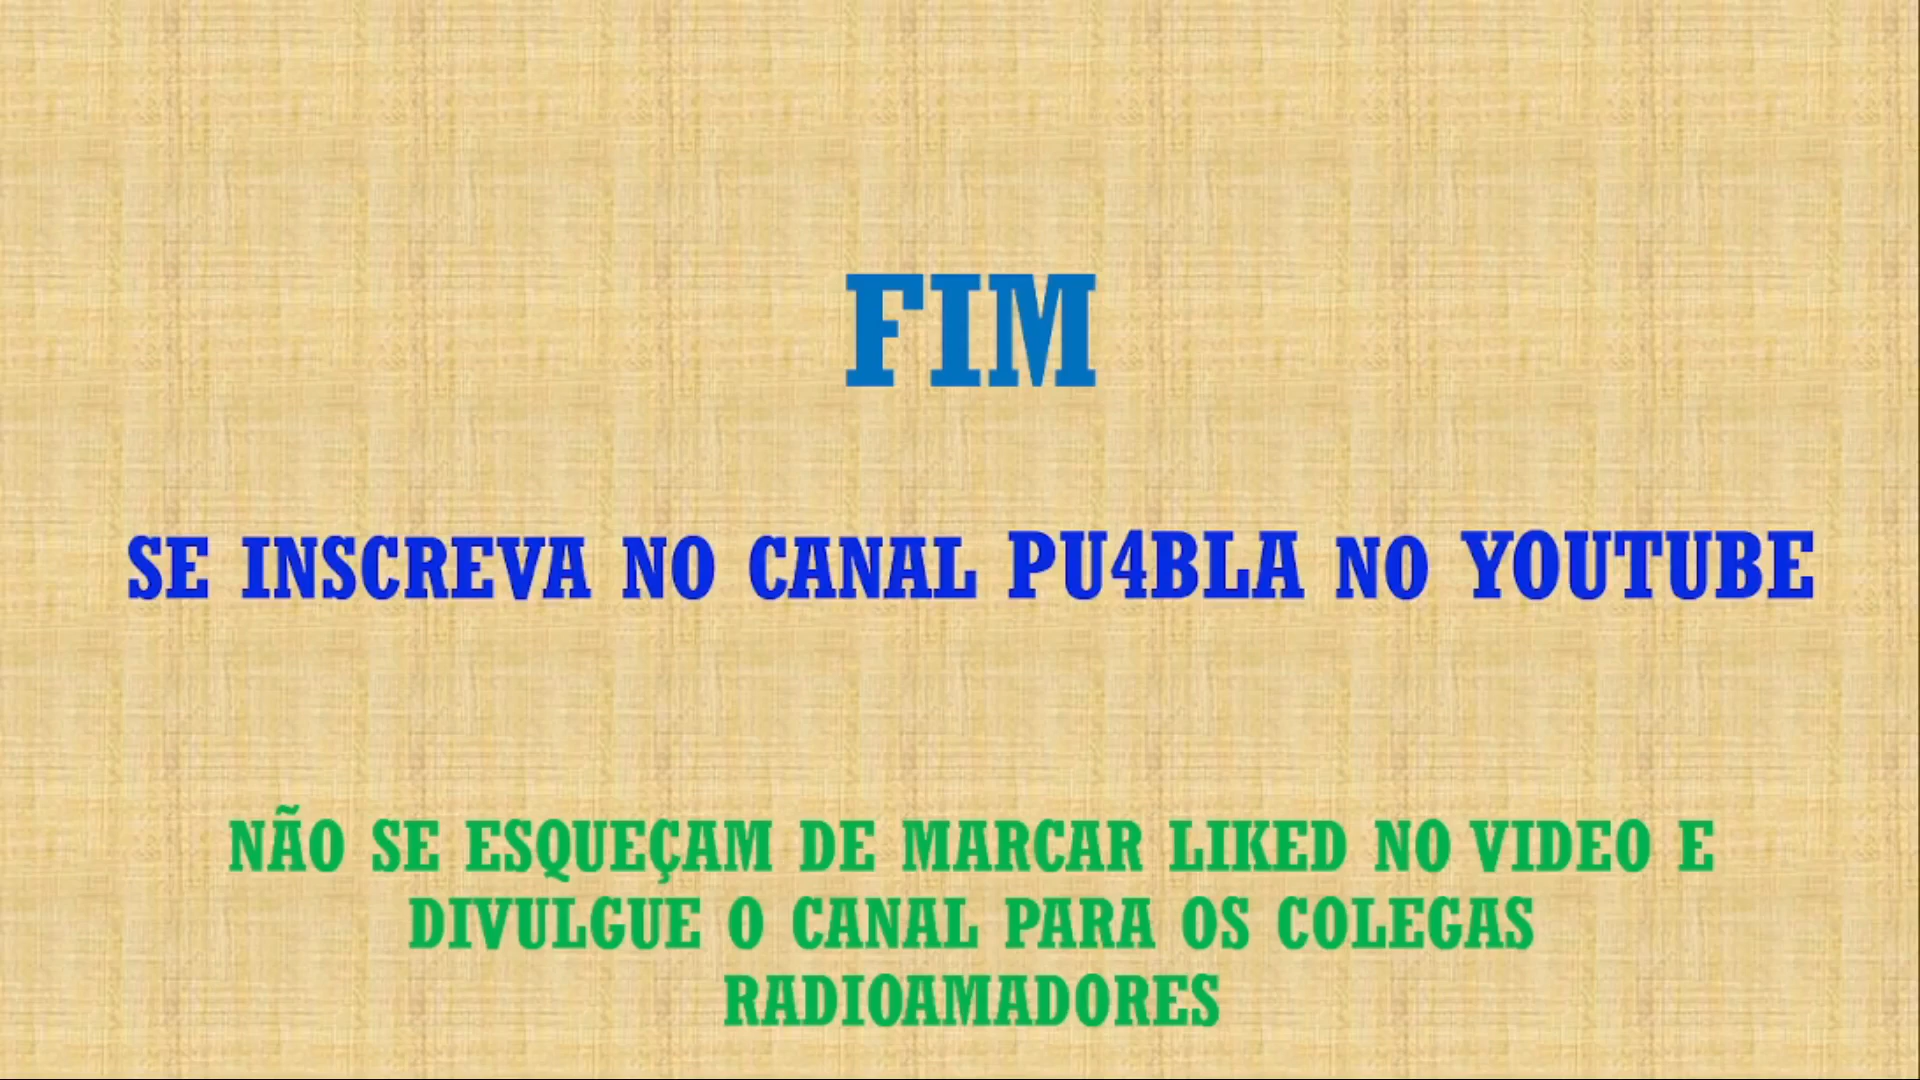 FIM
SE INSCREVA NO CANAL PU4BLA NO YOUTUBE
NÃO SE ESQUEÇAM DE MARCAR LIKED NO VIDEO E
DIVULGUE O CANAL PARA OS COLEGAS
RADIOAMADORES